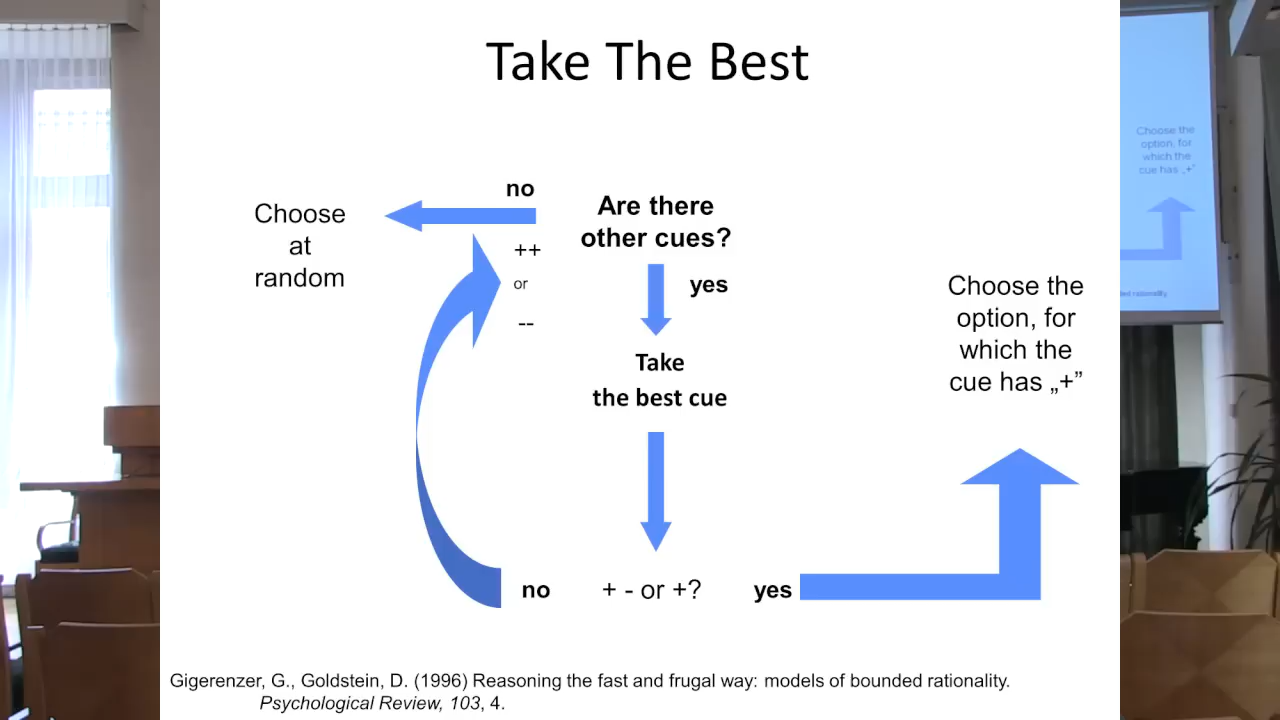 Take The Best
no
Choose
at
random
Are there
other cues?
++
or
--
yes
Take
the best cue
Choose the
option, for
which the
cue has „+”
no
+ - or +?
yes
Gigerenzer, G., Goldstein, D. (1996) Reasoning the fast and frugal way: models of bounded rationality.
Psychological Review, 103, 4.
Choose the
option, for
which the
cue has „+”
rationality